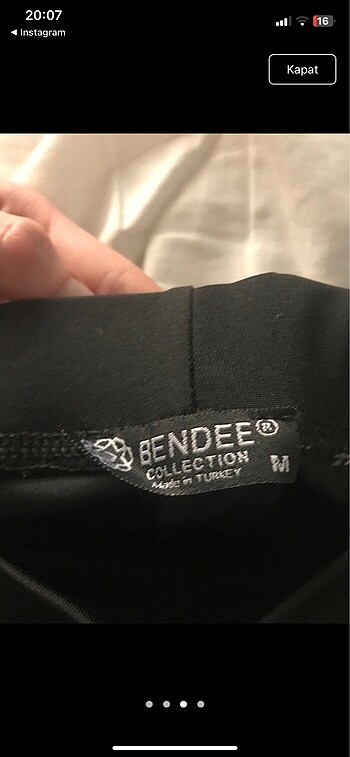 20:07
16
◀ Instagram
Kapat
BENDEE®
COLLECTION
Made in TURKEY
M